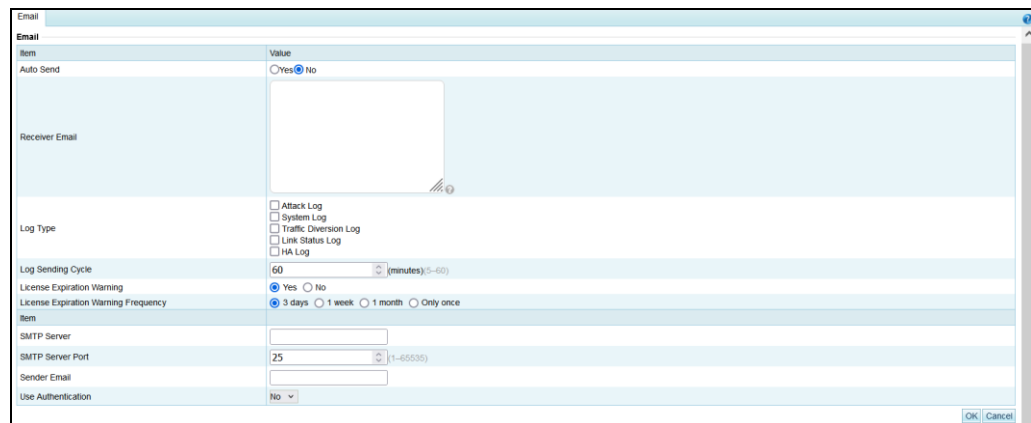 Email
Email
Item Value
Auto Send Yes No
Receiver Email
Log Type
Attack Log
System Log
Traffic Diversion Log
Link Status Log
HA Log
Log Sending Cycle 60 (minutes)(5–60)
License Expiration Warning Yes No
License Expiration Warning Frequency 3 days 1 week 1 month Only once
Item
SMTP Server
SMTP Server Port 25 (1–65535)
Sender Email
Use Authentication No
OK Cancel